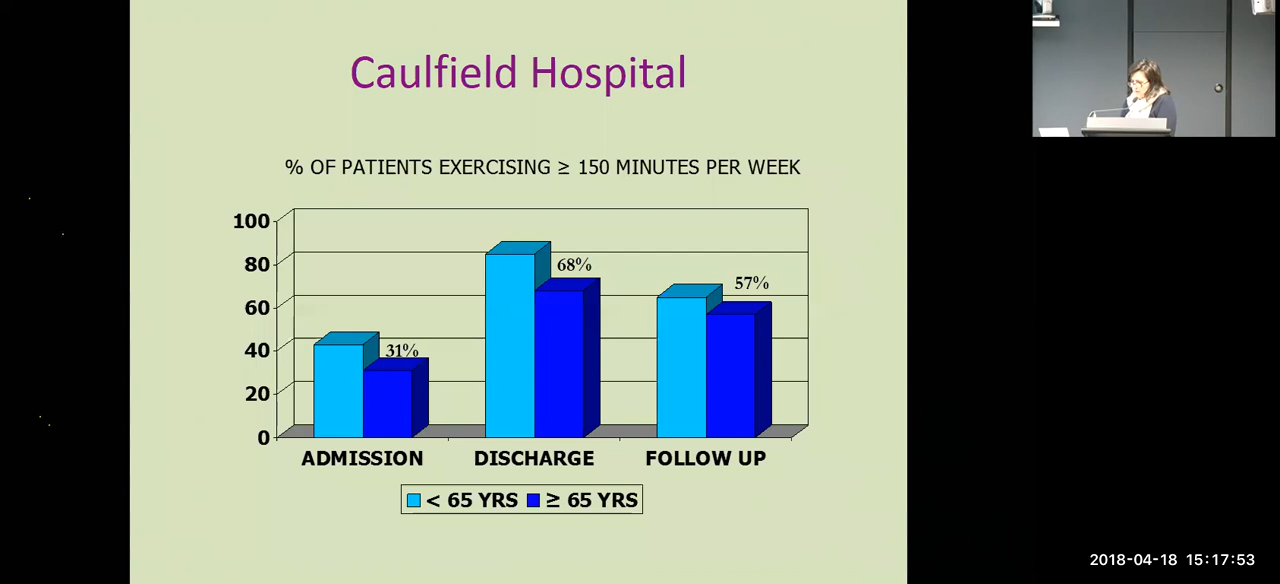 Caulfield Hospital
% OF PATIENTS EXERCISING ≥ 150 MINUTES PER WEEK
100
80
60
40
20
0
31%
68%
57%
ADMISSION DISCHARGE FOLLOW UP
< 65 YRS ≥ 65 YRS
2018-04-18 15:17:53